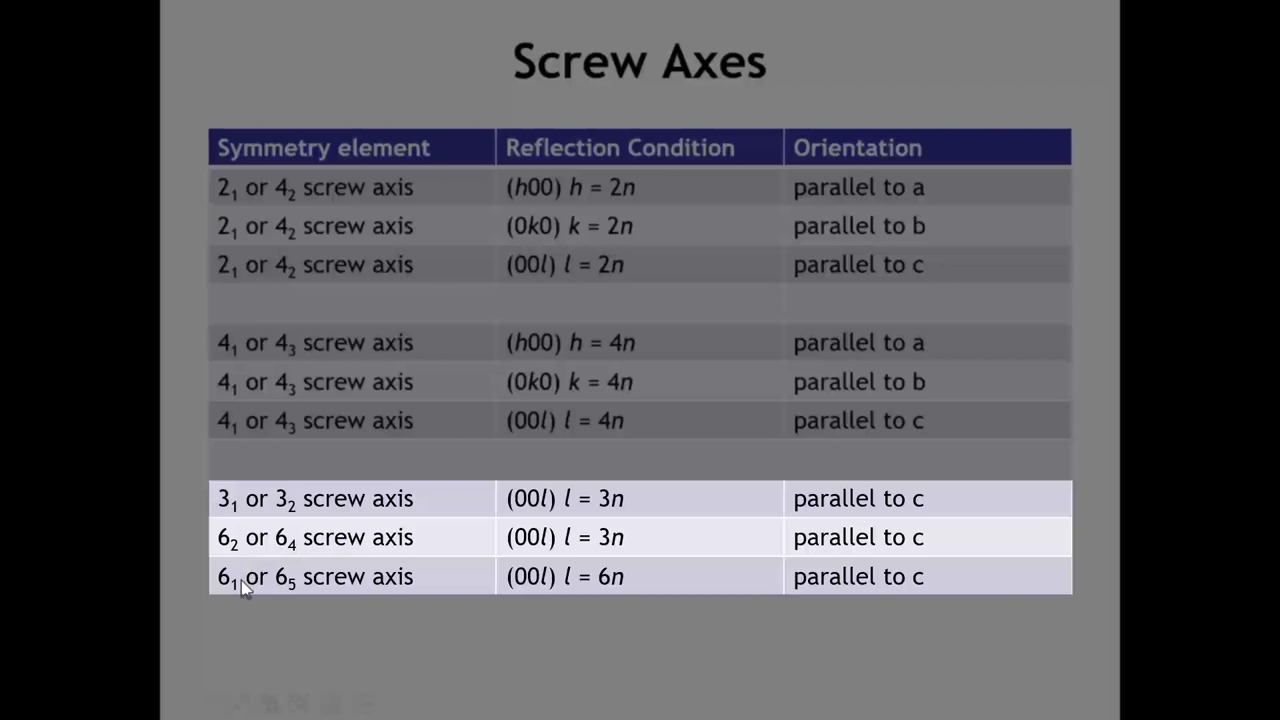 Screw Axes
Symmetry element Reflection Condition Orientation
2₁ or 4₂ screw axis (h00) h = 2n parallel to a
2₁ or 4₂ screw axis (0k0) k = 2n parallel to b
2₁ or 4₂ screw axis (00l) l = 2n parallel to c
4₁ or 4₃ screw axis (h00) h = 4n parallel to a
4₁ or 4₃ screw axis (0k0) k = 4n parallel to b
4₁ or 4₃ screw axis (00l) l = 4n parallel to c
3₁ or 3₂ screw axis (00l) l = 3n parallel to c
6₂ or 6₄ screw axis (00l) l = 3n parallel to c
6₁ or 6₅ screw axis (00l) l = 6n parallel to c